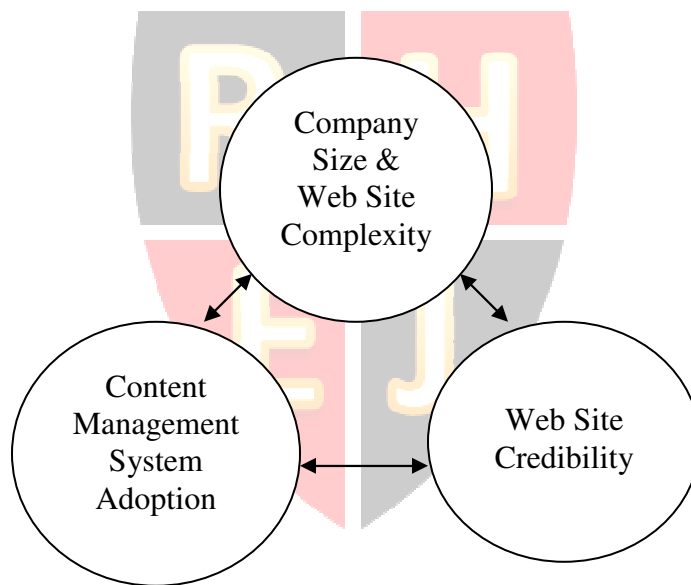 P H
Company
Size &
Web Site
Complexity
E J
Content
Management
System
Adoption
Web Site
Credibility